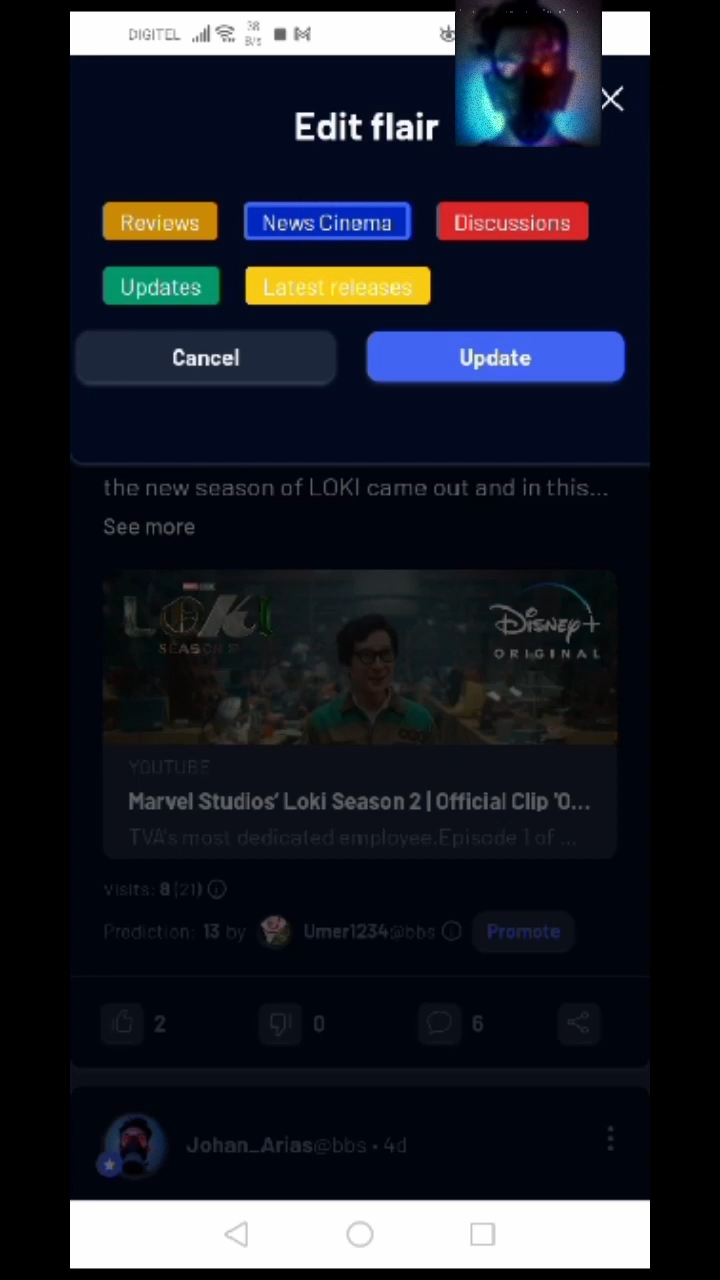 DIGITEL 38 B/s
Edit flair
Reviews News Cinema Discussions
Updates Latest releases
Cancel Update
the new season of LOKI came out and in this...
See more
LOKI
SEASON 2
Disney+
ORIGINAL
YOUTUBE
Marvel Studios' Loki Season 2 | Official Clip 'O...
TVA's most dedicated employee.Episode 1 of ...
Visits: 8 (21)
Prediction: 13 by Umer1234@bbs Promote
2 0 6
Johan_Arias@bbs • 4d